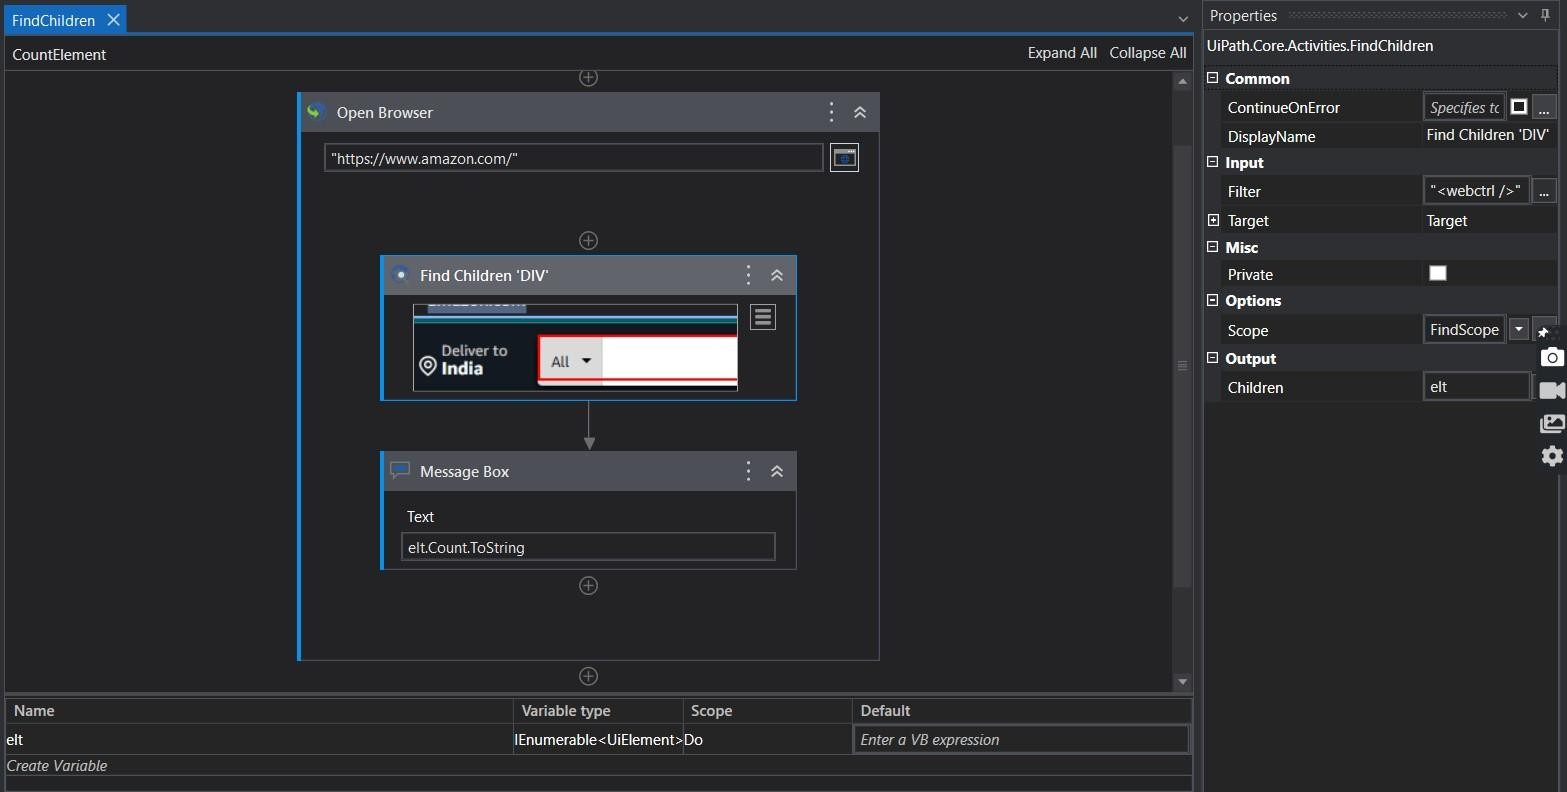 FindChildren
CountElement
Expand All Collapse All
Open Browser
"https://www.amazon.com/"
Find Children 'DIV'
Deliver to
India
All
Message Box
Text
elt.Count.ToString
Name Variable type Scope Default
elt IEnumerable<UiElement> Do Enter a VB expression
Create Variable
Properties
UiPath.Core.Activities.FindChildren
Common
ContinueOnError Specifies to ...
DisplayName Find Children 'DIV'
Input
Filter "<webctrl />" ...
Target Target
Misc
Private
Options
Scope FindScope
Output
Children elt